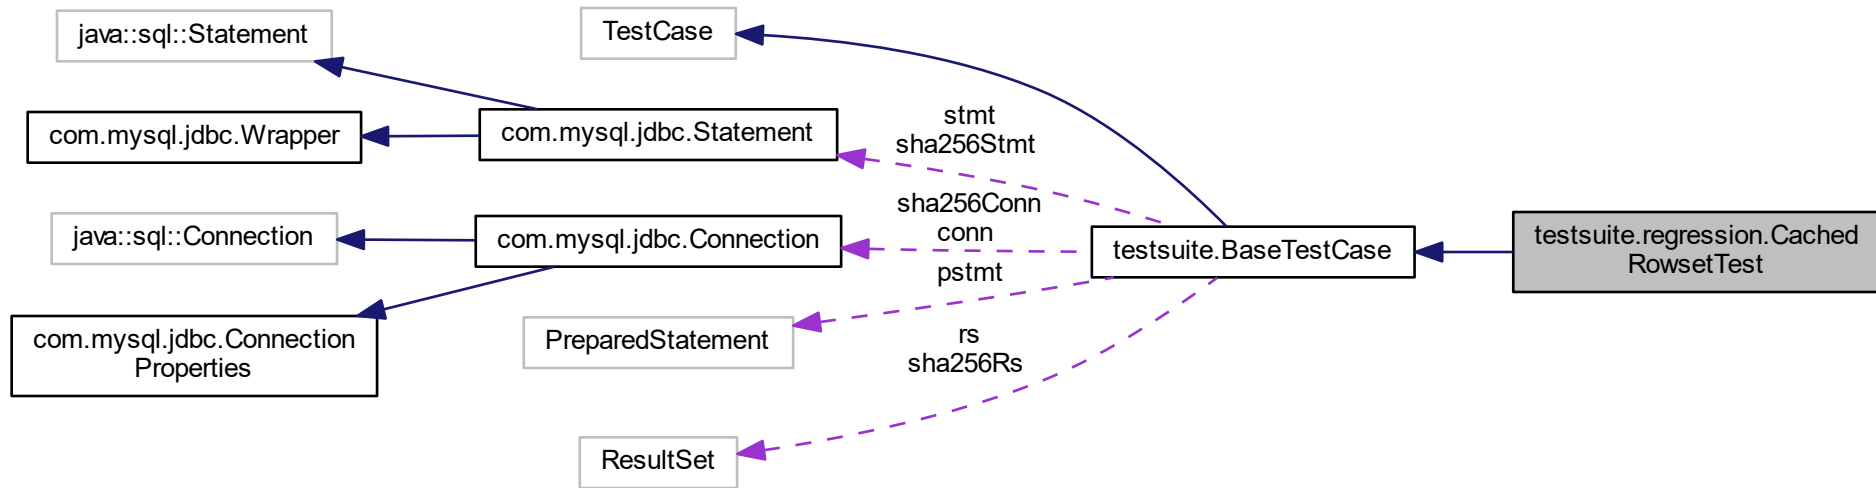 java::sql::Statement
TestCase
com.mysql.jdbc.Wrapper
com.mysql.jdbc.Statement
stmt
sha256Stmt
java::sql::Connection
com.mysql.jdbc.Connection
sha256Conn
conn
testsuite.BaseTestCase
testsuite.regression.Cached
RowsetTest
pstmt
com.mysql.jdbc.Connection
Properties
PreparedStatement
rs
sha256Rs
ResultSet